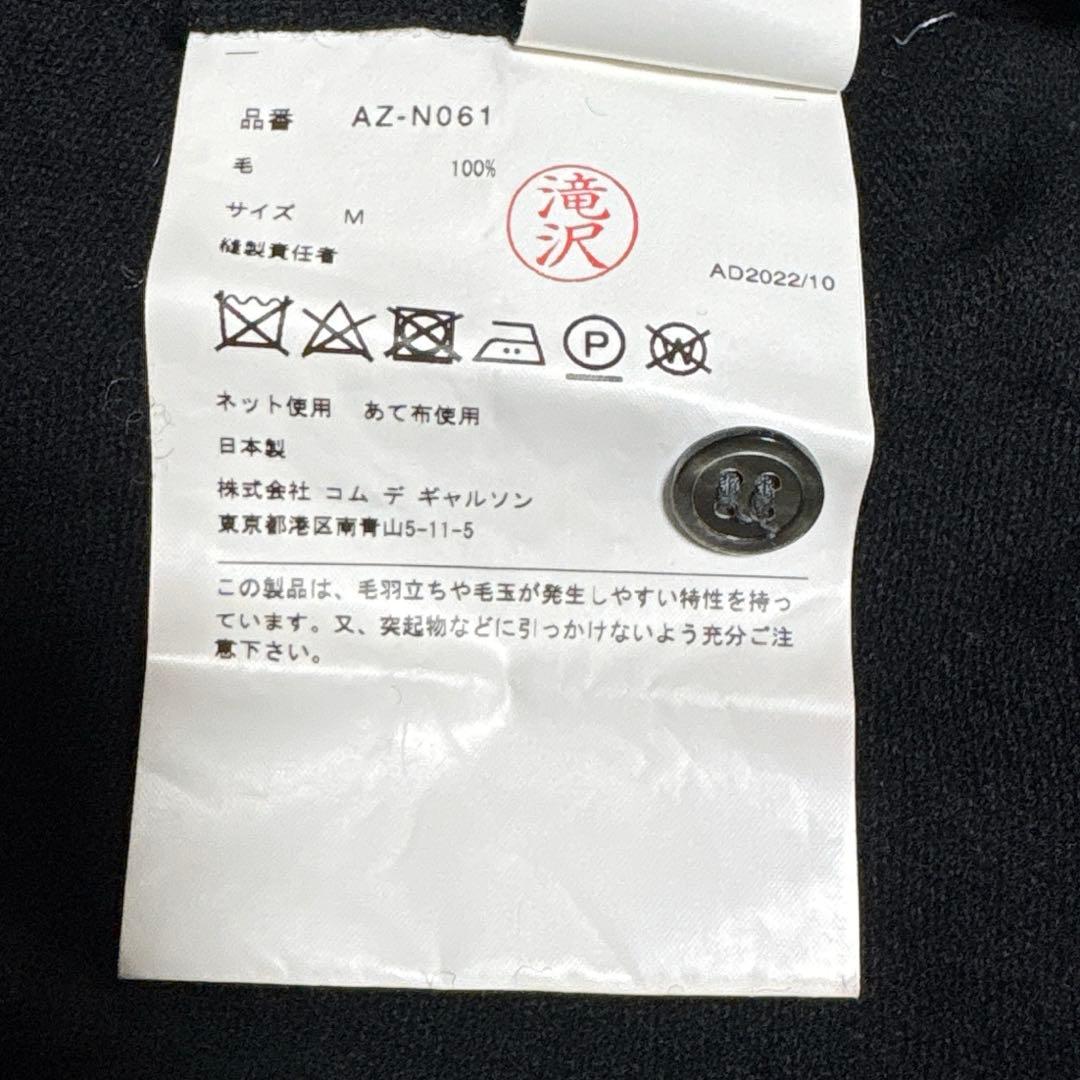 品番 AZ-N061
毛 100%
サイズ M
縫製責任者
滝沢
AD2022/10
P W
ネット使用 あて布使用
日本製
株式会社 コム デ ギャルソン
東京都港区南青山5-11-5
この製品は、毛羽立ちや毛玉が発生しやすい特性を持っ
ています。又、突起物などに引っかけないよう充分ご注
意下さい。